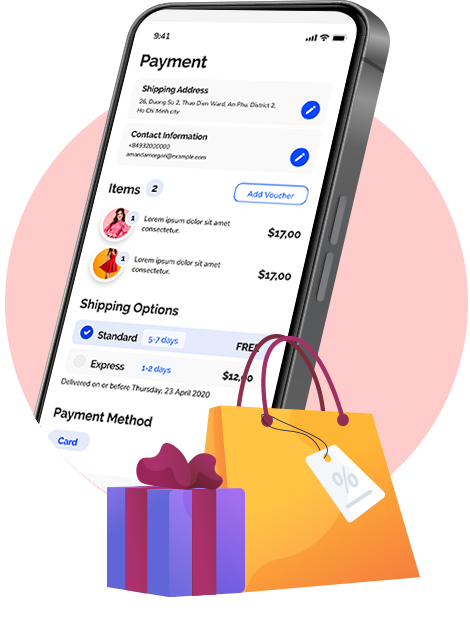 9:41
Payment
Shipping Address
26, Duong So 2, Thao Dien Ward, An Phu, District 2,
Ho Chi Minh city
Contact Information
+84932000000
amandamorgan@example.com
Items 2
Add Voucher
1
Lorem ipsum dolor sit amet
consectetur.
$17,00
1
Lorem ipsum dolor sit amet
consectetur.
$17,00
Shipping Options
Standard 5-7 days FREE
Express 1-2 days $12,00
Delivered on or before Thursday, 23 April 2020
Payment Method
Card
%